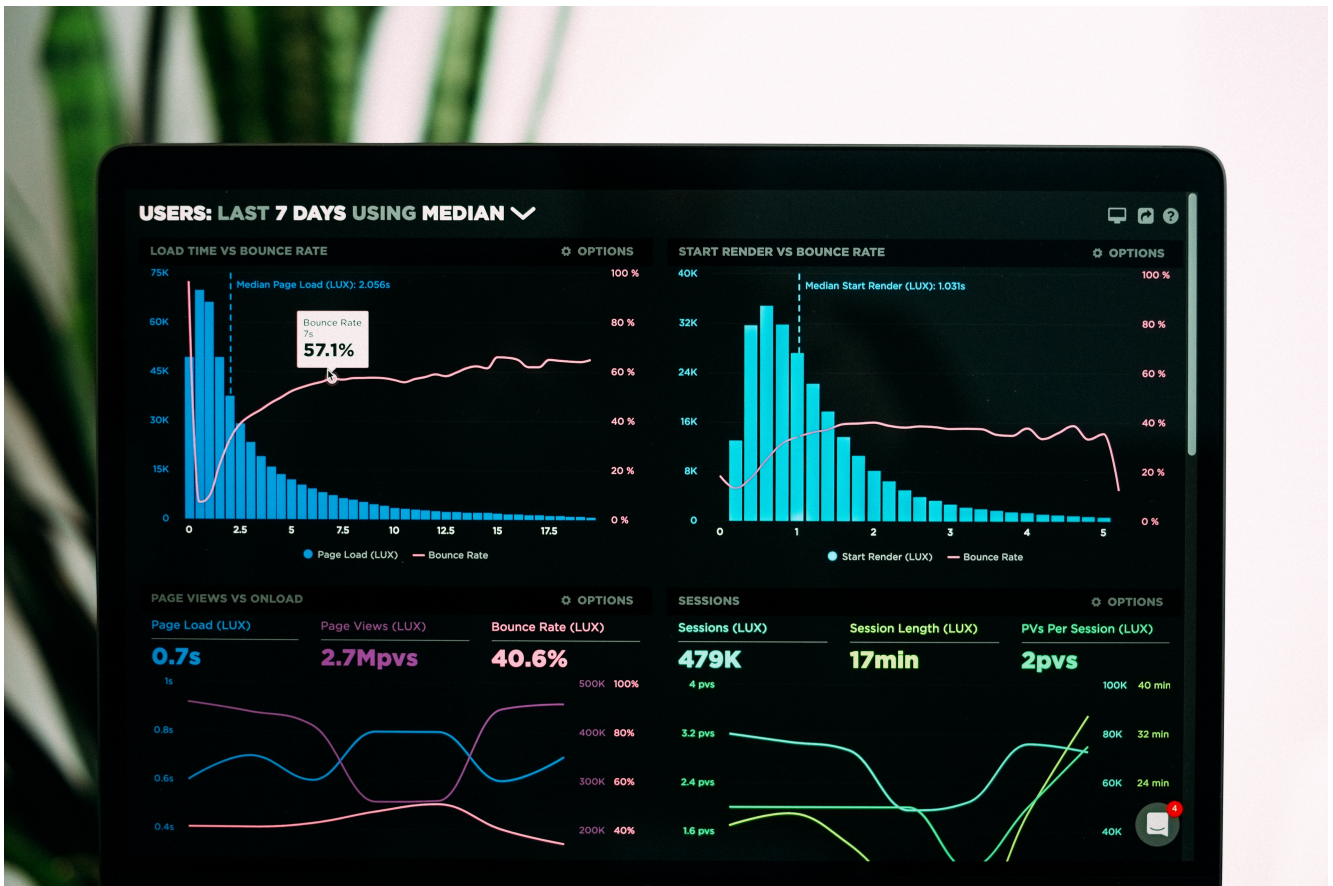 USERS: LAST 7 DAYS USING MEDIAN
LOAD TIME VS BOUNCE RATE
OPTIONS
75K
60K
45K
30K
15K
0
Median Page Load (LUX): 2.056s
Bounce Rate
7s
57.1%
100 %
80 %
60 %
40 %
20 %
0 %
0 2.5 5 7.5 10 12.5 15 17.5
Page Load (LUX) Bounce Rate
START RENDER VS BOUNCE RATE
OPTIONS
40K
32K
24K
16K
8K
0
Median Start Render (LUX): 1.031s
100 %
80 %
60 %
40 %
20 %
0 %
0 1 2 3 4 5
Start Render (LUX) Bounce Rate
PAGE VIEWS VS ONLOAD
OPTIONS
Page Load (LUX) Page Views (LUX) Bounce Rate (LUX)
0.7s 2.7Mpvs 40.6%
1s 500K 100%
0.8s 400K 80%
0.6s 300K 60%
0.4s 200K 40%
SESSIONS
OPTIONS
Sessions (LUX) Session Length (LUX) PVs Per Session (LUX)
479K 17min 2pvs
4 pvs 100K 40 min
3.2 pvs 80K 32 min
2.4 pvs 60K 24 min
1.6 pvs 40K
4